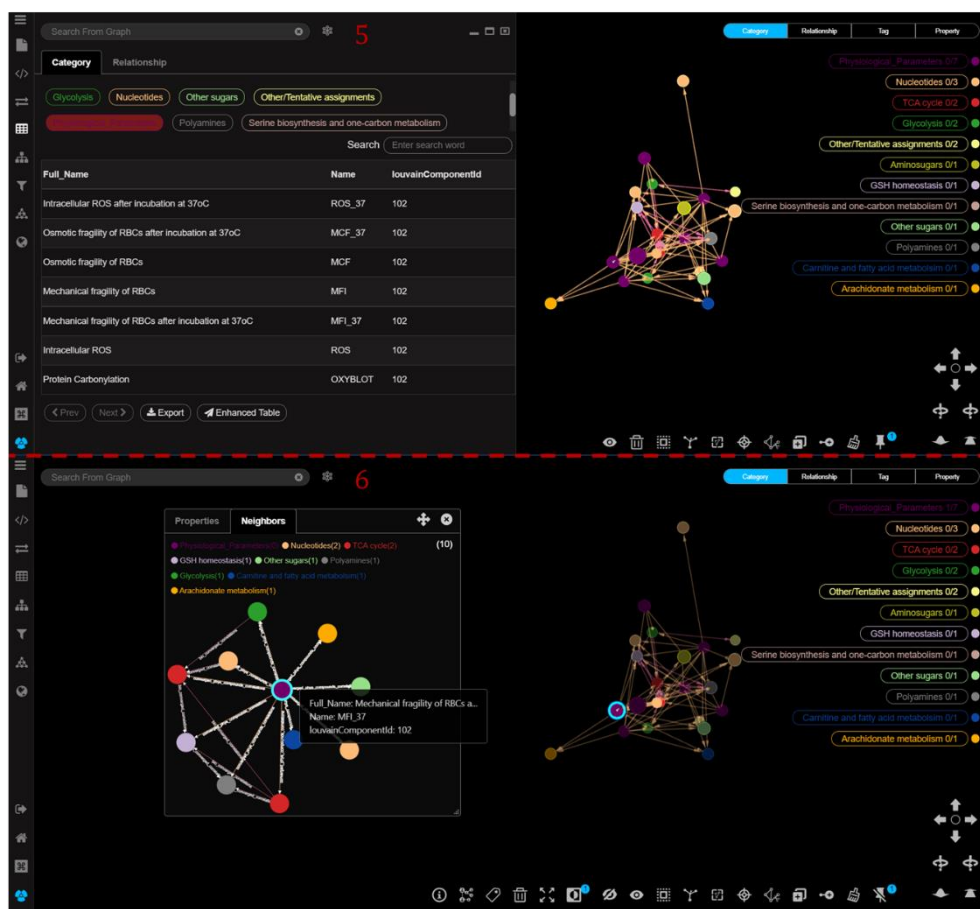 Search From Graph
5
Category Relationship Tag Property
Category Relationship
Glycolysis Nucleotides Other sugars Other/Tentative assignments
Physiological_Parameters Polyamines Serine biosynthesis and one-carbon metabolism
Search Enter search word
Full_Name Name louvainComponentId
Intracellular ROS after incubation at 37oC ROS_37 102
Osmotic fragility of RBCs after incubation at 37oC MCF_37 102
Osmotic fragility of RBCs MCF 102
Mechanical fragility of RBCs MFI 102
Mechanical fragility of RBCs after incubation at 37oC MFI_37 102
Intracellular ROS ROS 102
Protein Carbonylation OXYBLOT 102
< Prev Next > Export Enhanced Table
Physiological_Parameters 0/7
Nucleotides 0/3
TCA cycle 0/2
Glycolysis 0/2
Other/Tentative assignments 0/2
Aminosugars 0/1
GSH homeostasis 0/1
Serine biosynthesis and one-carbon metabolism 0/1
Other sugars 0/1
Polyamines 0/1
Carnitine and fatty acid metabolsim 0/1
Arachidonate metabolism 0/1
Search From Graph
6
Category Relationship Tag Property
Properties Neighbors
Nucleotides(2) TCA cycle(2) (10)
GSH homeostasis(1) Other sugars(1) Polyamines(1)
Glycolysis(1) Carnitine and fatty acid metabolsim(1)
Arachidonate metabolism(1)
Full_Name: Mechanical fragility of RBCs a...
Name: MFI_37
louvainComponentId: 102
Physiological_Parameters 1/7
Nucleotides 0/3
TCA cycle 0/2
Glycolysis 0/2
Other/Tentative assignments 0/2
Aminosugars 0/1
GSH homeostasis 0/1
Serine biosynthesis and one-carbon metabolism 0/1
Other sugars 0/1
Polyamines 0/1
Carnitine and fatty acid metabolsim 0/1
Arachidonate metabolism 0/1